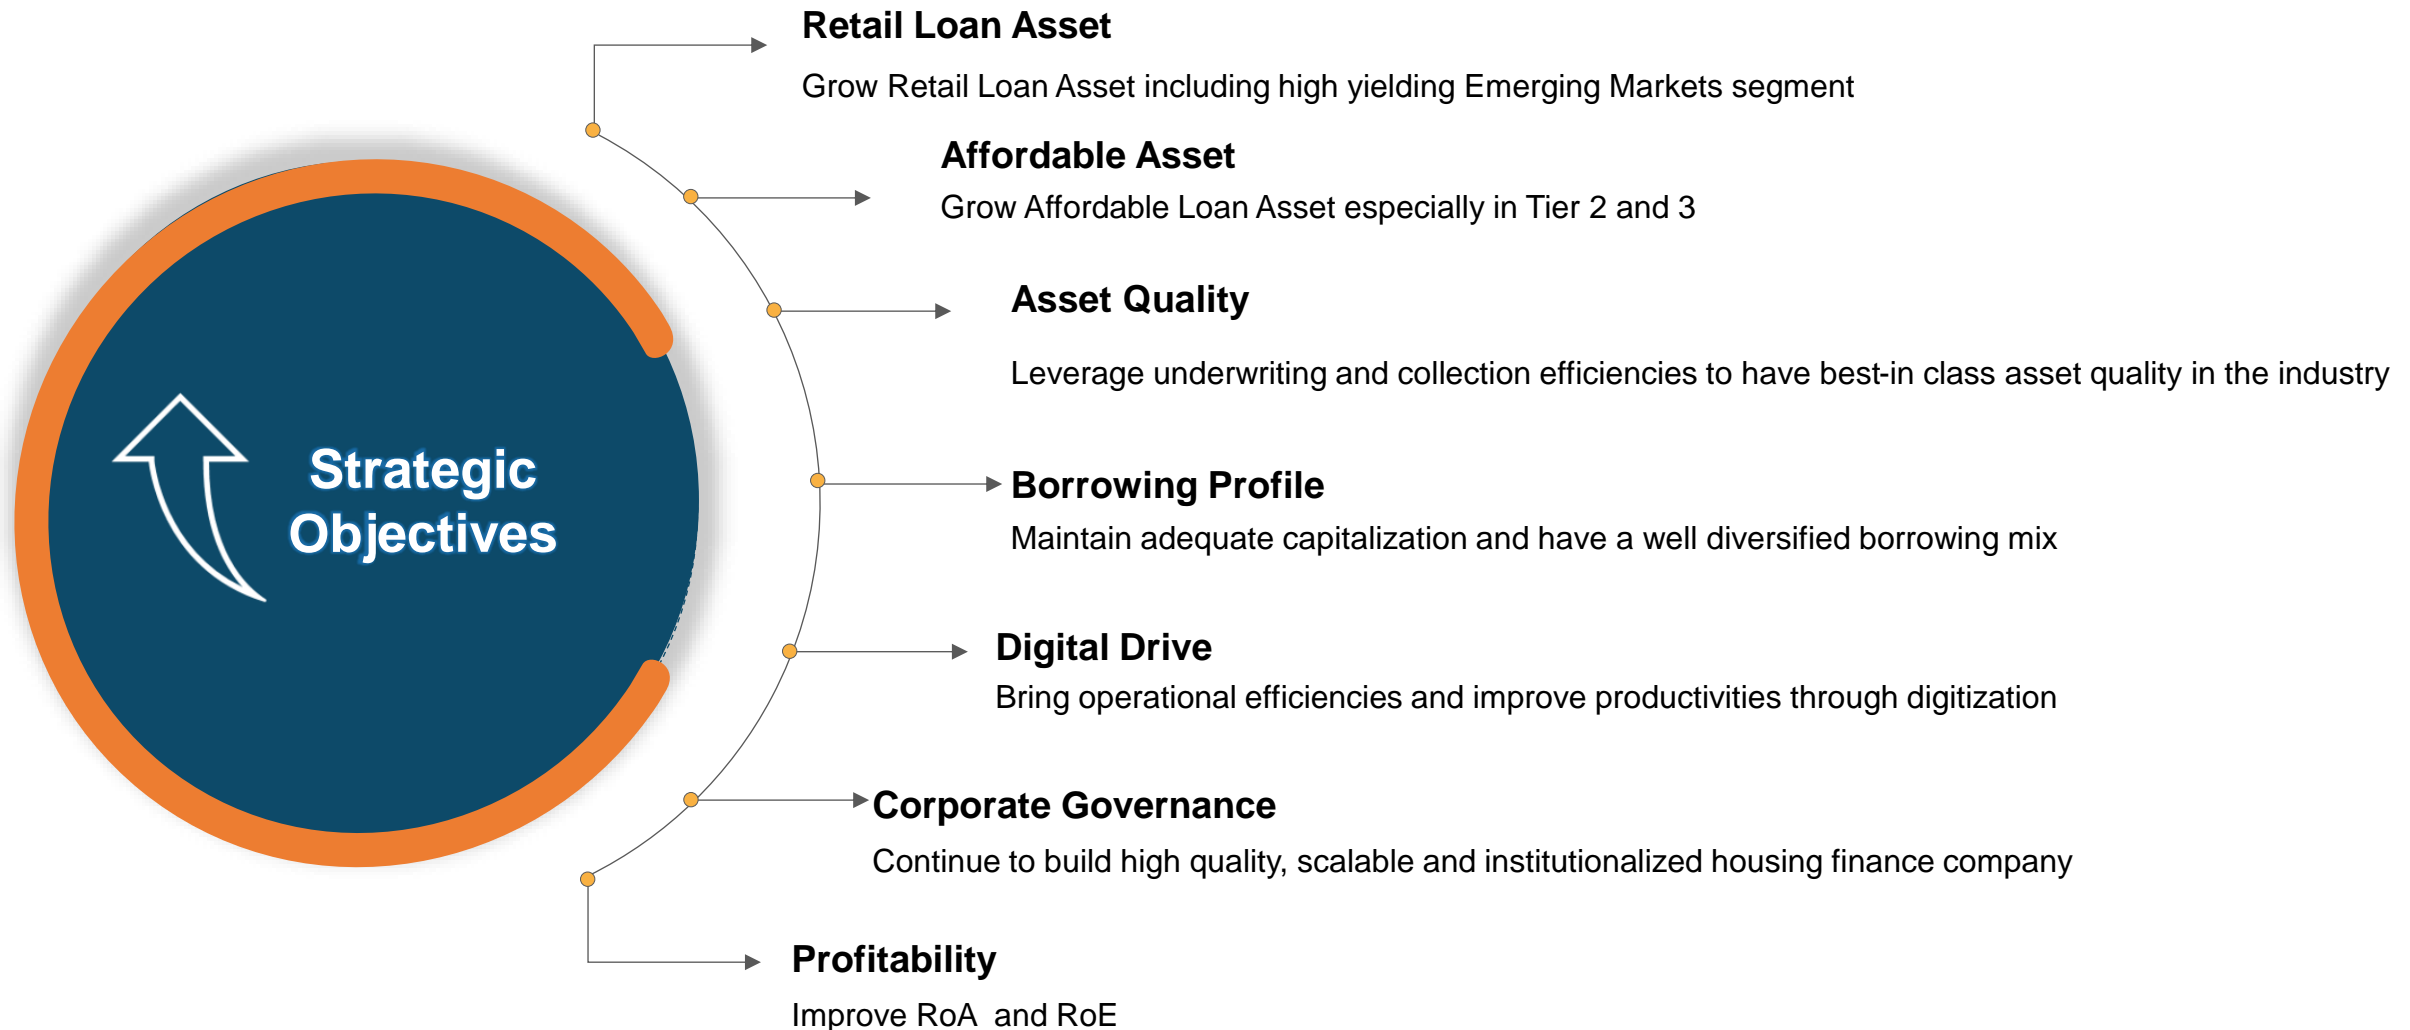 Retail Loan Asset
Grow Retail Loan Asset including high yielding Emerging Markets segment
Affordable Asset
Grow Affordable Loan Asset especially in Tier 2 and 3
Asset Quality
Leverage underwriting and collection efficiencies to have best-in class asset quality in the industry
Strategic
Objectives
Borrowing Profile
Maintain adequate capitalization and have a well diversified borrowing mix
Digital Drive
Bring operational efficiencies and improve productivities through digitization
Corporate Governance
Continue to build high quality, scalable and institutionalized housing finance company
Profitability
Improve RoA  and RoE